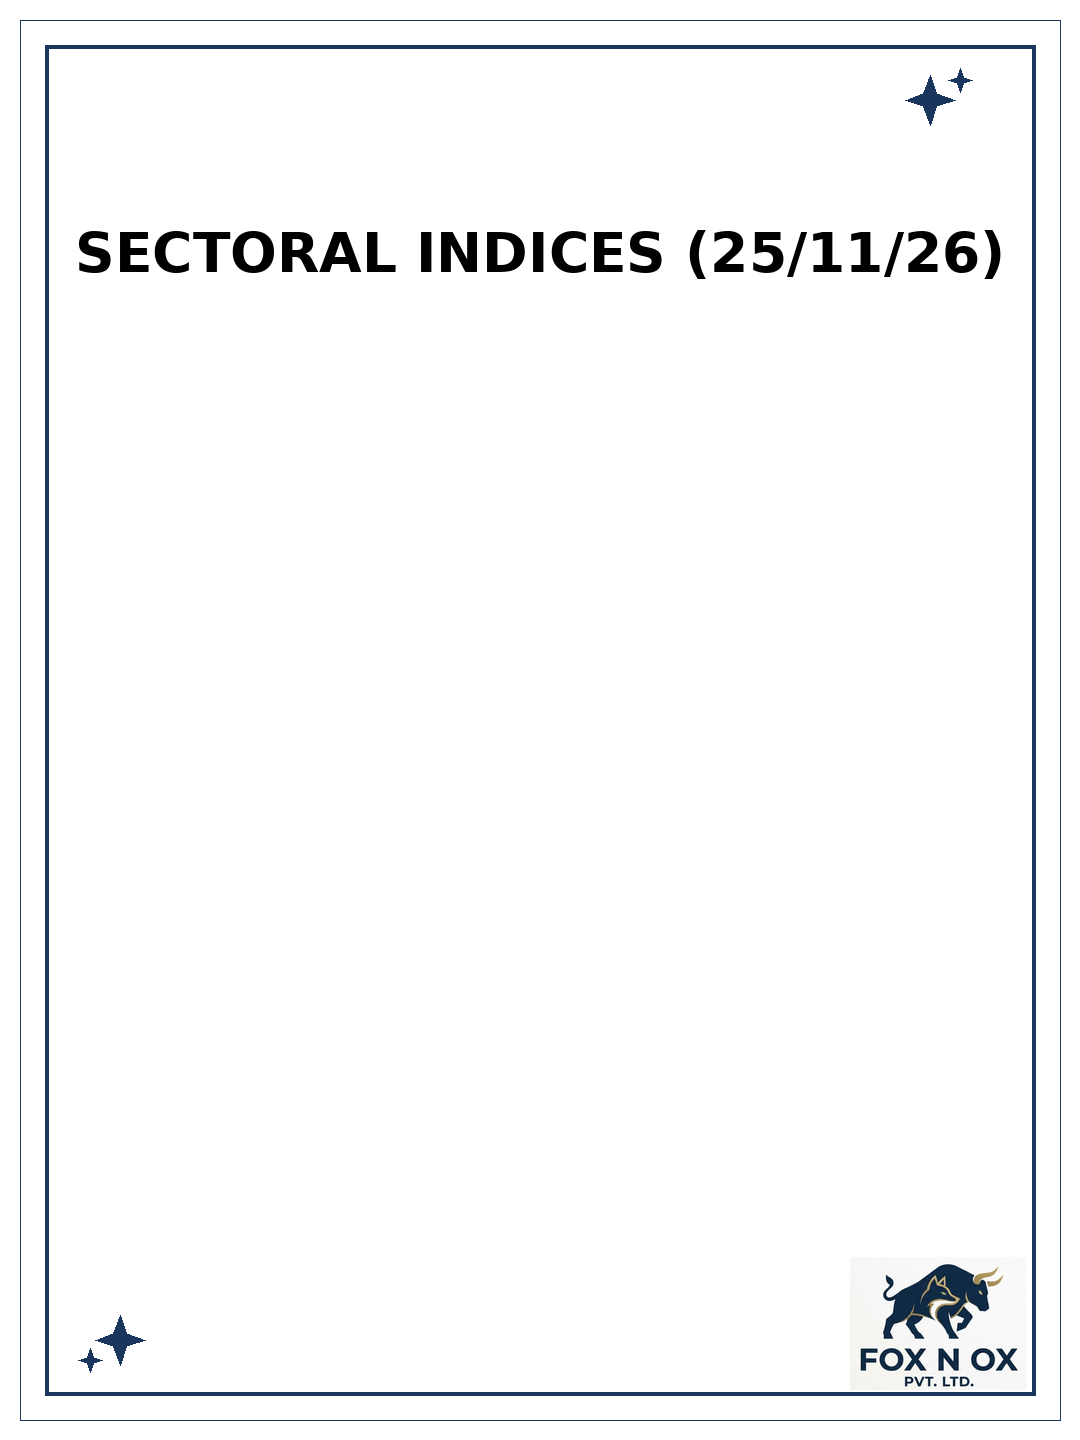 SECTORAL INDICES (25/11/26)
FOX N OX
PVT. LTD.